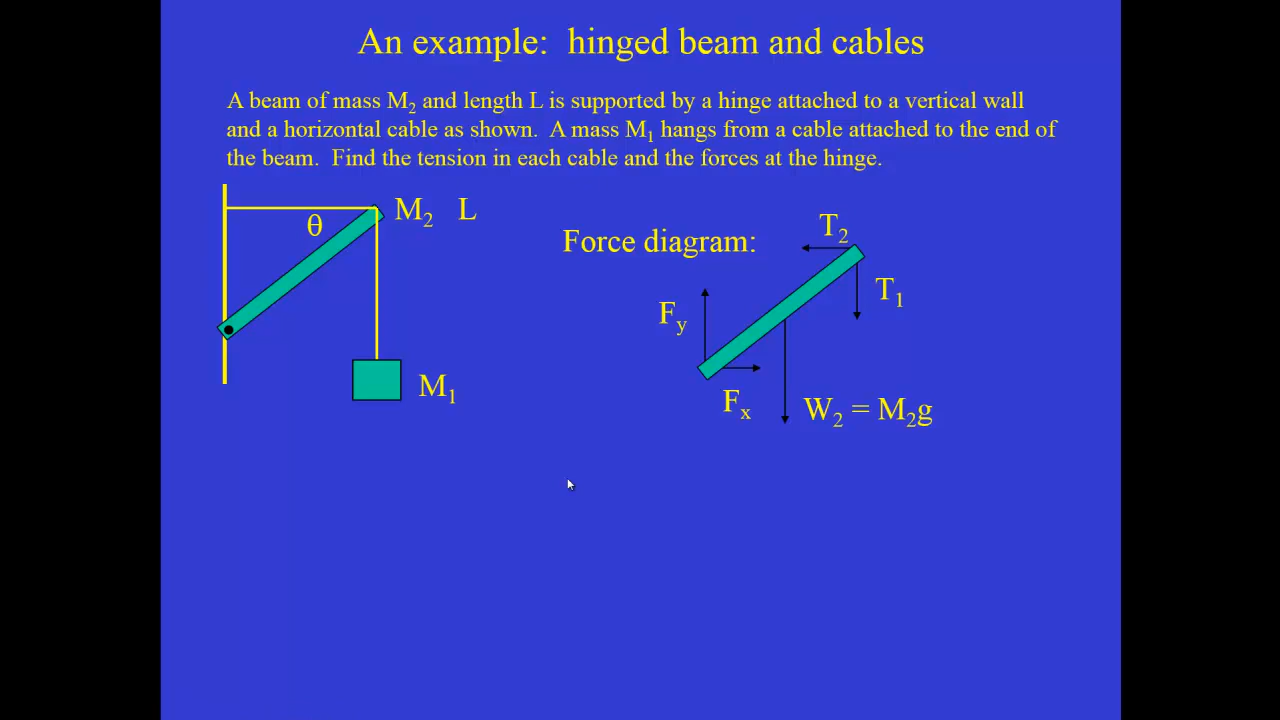 An example: hinged beam and cables
A beam of mass M₂ and length L is supported by a hinge attached to a vertical wall
and a horizontal cable as shown. A mass M₁ hangs from a cable attached to the end of
the beam. Find the tension in each cable and the forces at the hinge.
θ
M₂ L
M₁
Force diagram:
T₂
T₁
Fy
Fx
W₂ = M₂g